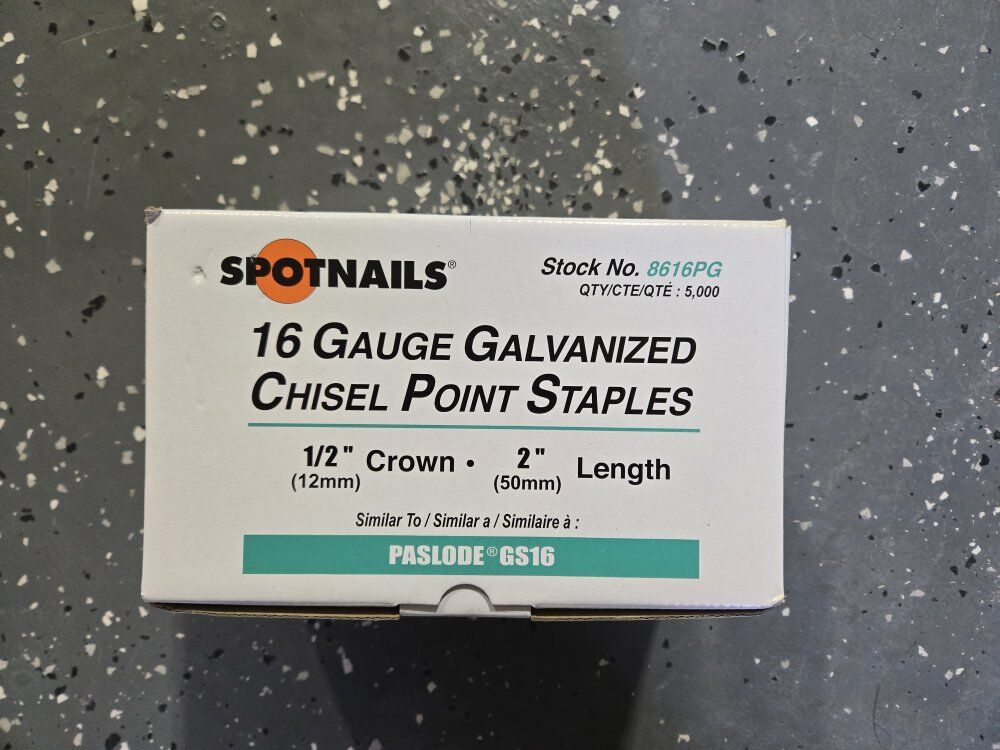 SPOTNAILS®
Stock No. 8616PG
QTY/CTE/QTÉ : 5,000
16 GAUGE GALVANIZED
CHISEL POINT STAPLES
1/2" Crown • 2" Length
(12mm) (50mm)
Similar To / Similar a / Similaire à :
PASLODE® GS16